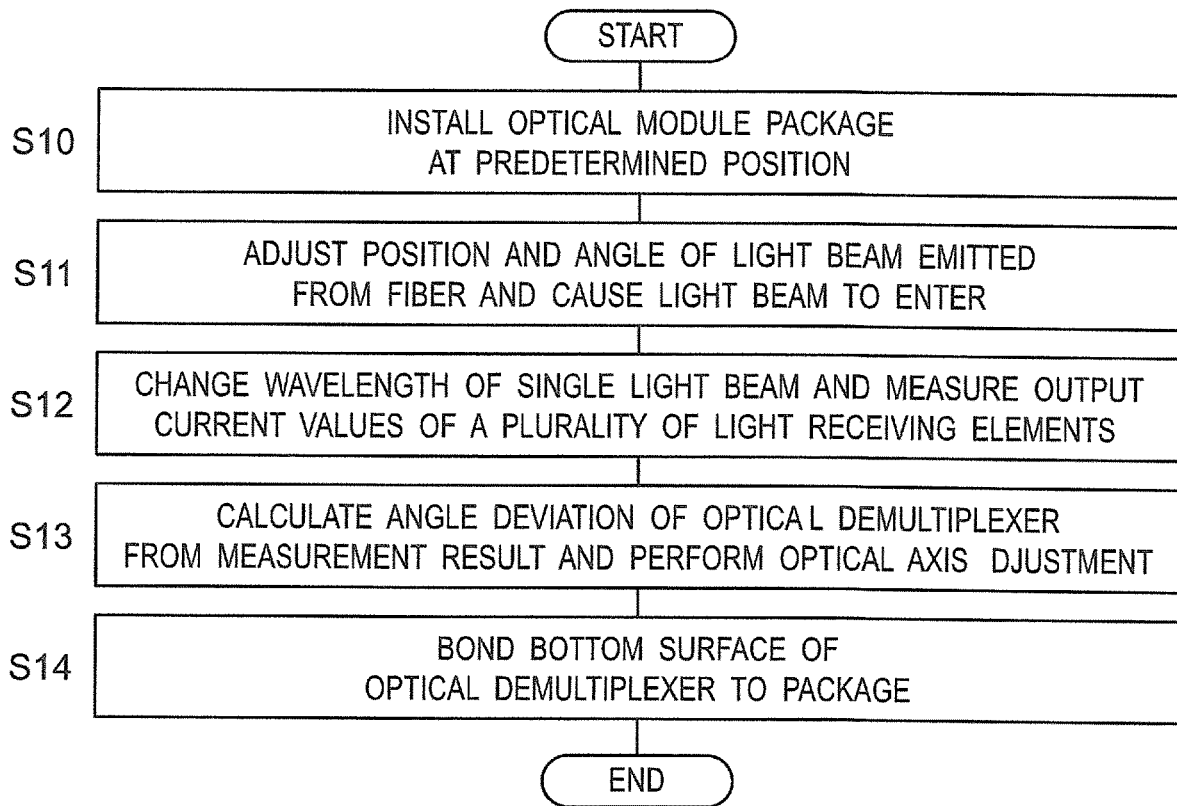 START
S10
INSTALL OPTICAL MODULE PACKAGE
AT PREDETERMINED POSITION
S11
ADJUST POSITION AND ANGLE OF LIGHT BEAM EMITTED
FROM FIBER AND CAUSE LIGHT BEAM TO ENTER
S12
CHANGE WAVELENGTH OF SINGLE LIGHT BEAM AND MEASURE OUTPUT
CURRENT VALUES OF A PLURALITY OF LIGHT RECEIVING ELEMENTS
S13
CALCULATE ANGLE DEVIATION OF OPTICAL DEMULTIPLEXER
FROM MEASUREMENT RESULT AND PERFORM OPTICAL AXIS DJUSTMENT
S14
BOND BOTTOM SURFACE OF
OPTICAL DEMULTIPLEXER TO PACKAGE
END